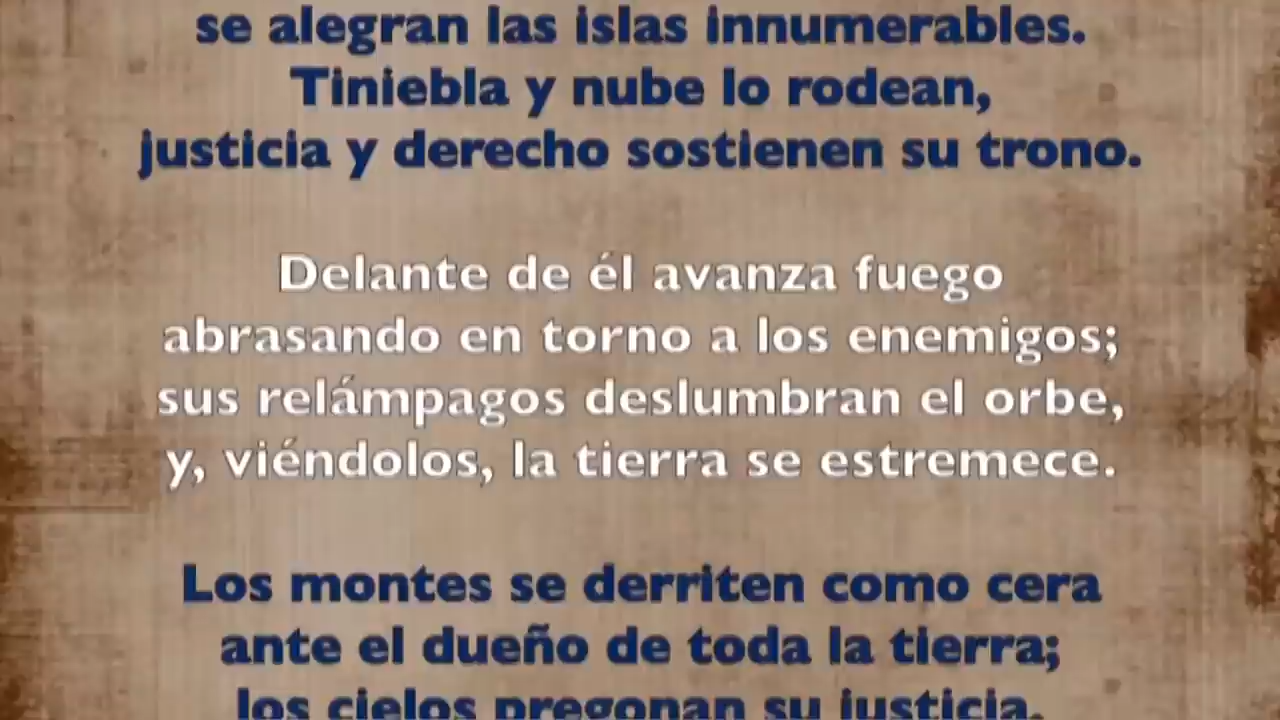 se alegran las islas innumerables.
Tiniebla y nube lo rodean,
justicia y derecho sostienen su trono.
Delante de él avanza fuego
abrasando en torno a los enemigos;
sus relámpagos deslumbran el orbe,
y, viéndolos, la tierra se estremece.
Los montes se derriten como cera
ante el dueño de toda la tierra;
los cielos pregonan su justicia,